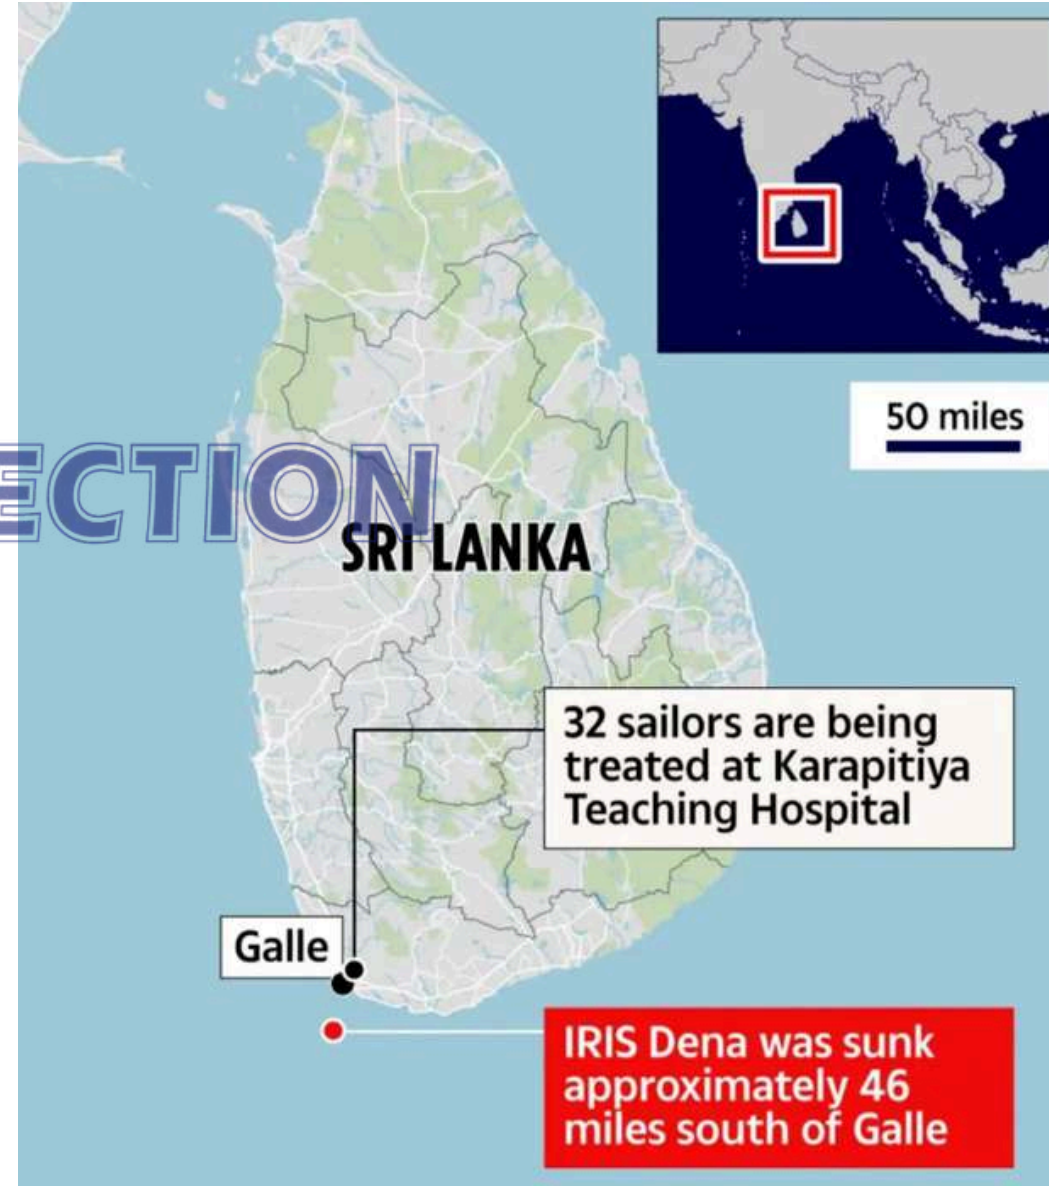 50 miles
ECTION
SRI LANKA
32 sailors are being
treated at Karapitiya
Teaching Hospital
Galle
IRIS Dena was sunk
approximately 46
miles south of Galle